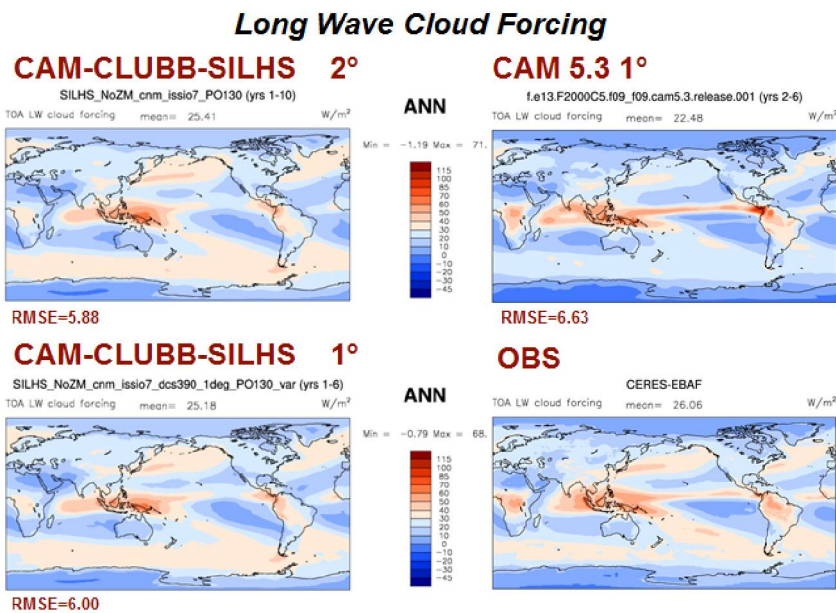 Long Wave Cloud Forcing
CAM-CLUBB-SILHS 2°
SILHS_NoZM_cnm_issio7_PO130 (yrs 1-10)
TOA LW cloud forcing mean= 25.41 W/m²
ANN
Min = -1.19 Max = 71.
115
100
85
70
60
50
40
30
20
10
0
-10
-20
-30
-45
RMSE=5.88
CAM 5.3 1°
f.e13.F2000C5.f09_f09.cam5.3.release.001 (yrs 2-6)
TOA LW cloud forcing mean= 22.48 W/m²
RMSE=6.63
CAM-CLUBB-SILHS 1°
SILHS_NoZM_cnm_issio7_dcs390_1deg_PO130_var (yrs 1-6)
TOA LW cloud forcing mean= 25.18 W/m²
ANN
Min = -0.79 Max = 68.
115
100
85
70
60
50
40
30
20
10
0
-10
-20
-30
-45
RMSE=6.00
OBS
CERES-EBAF
TOA LW cloud forcing mean= 26.06 W/m²